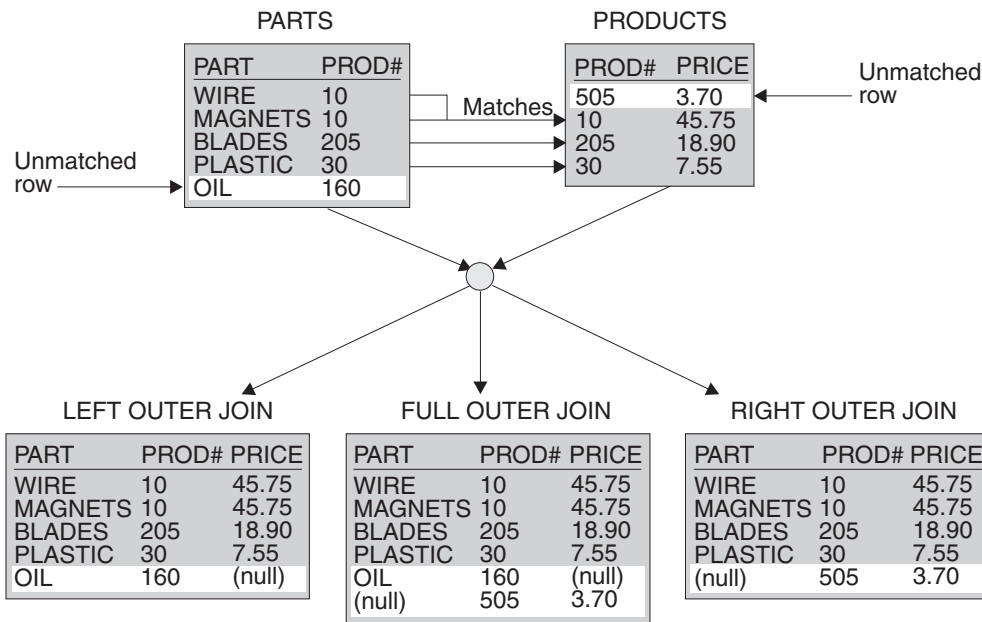 PARTS
PART PROD#
WIRE 10
MAGNETS 10
BLADES 205
PLASTIC 30
OIL 160
Unmatched
row
Matches
PRODUCTS
PROD# PRICE
505 3.70
10 45.75
205 18.90
30 7.55
Unmatched
row
LEFT OUTER JOIN
PART PROD# PRICE
WIRE 10 45.75
MAGNETS 10 45.75
BLADES 205 18.90
PLASTIC 30 7.55
OIL 160 (null)
FULL OUTER JOIN
PART PROD# PRICE
WIRE 10 45.75
MAGNETS 10 45.75
BLADES 205 18.90
PLASTIC 30 7.55
OIL 160 (null)
(null) 505 3.70
RIGHT OUTER JOIN
PART PROD# PRICE
WIRE 10 45.75
MAGNETS 10 45.75
BLADES 205 18.90
PLASTIC 30 7.55
(null) 505 3.70